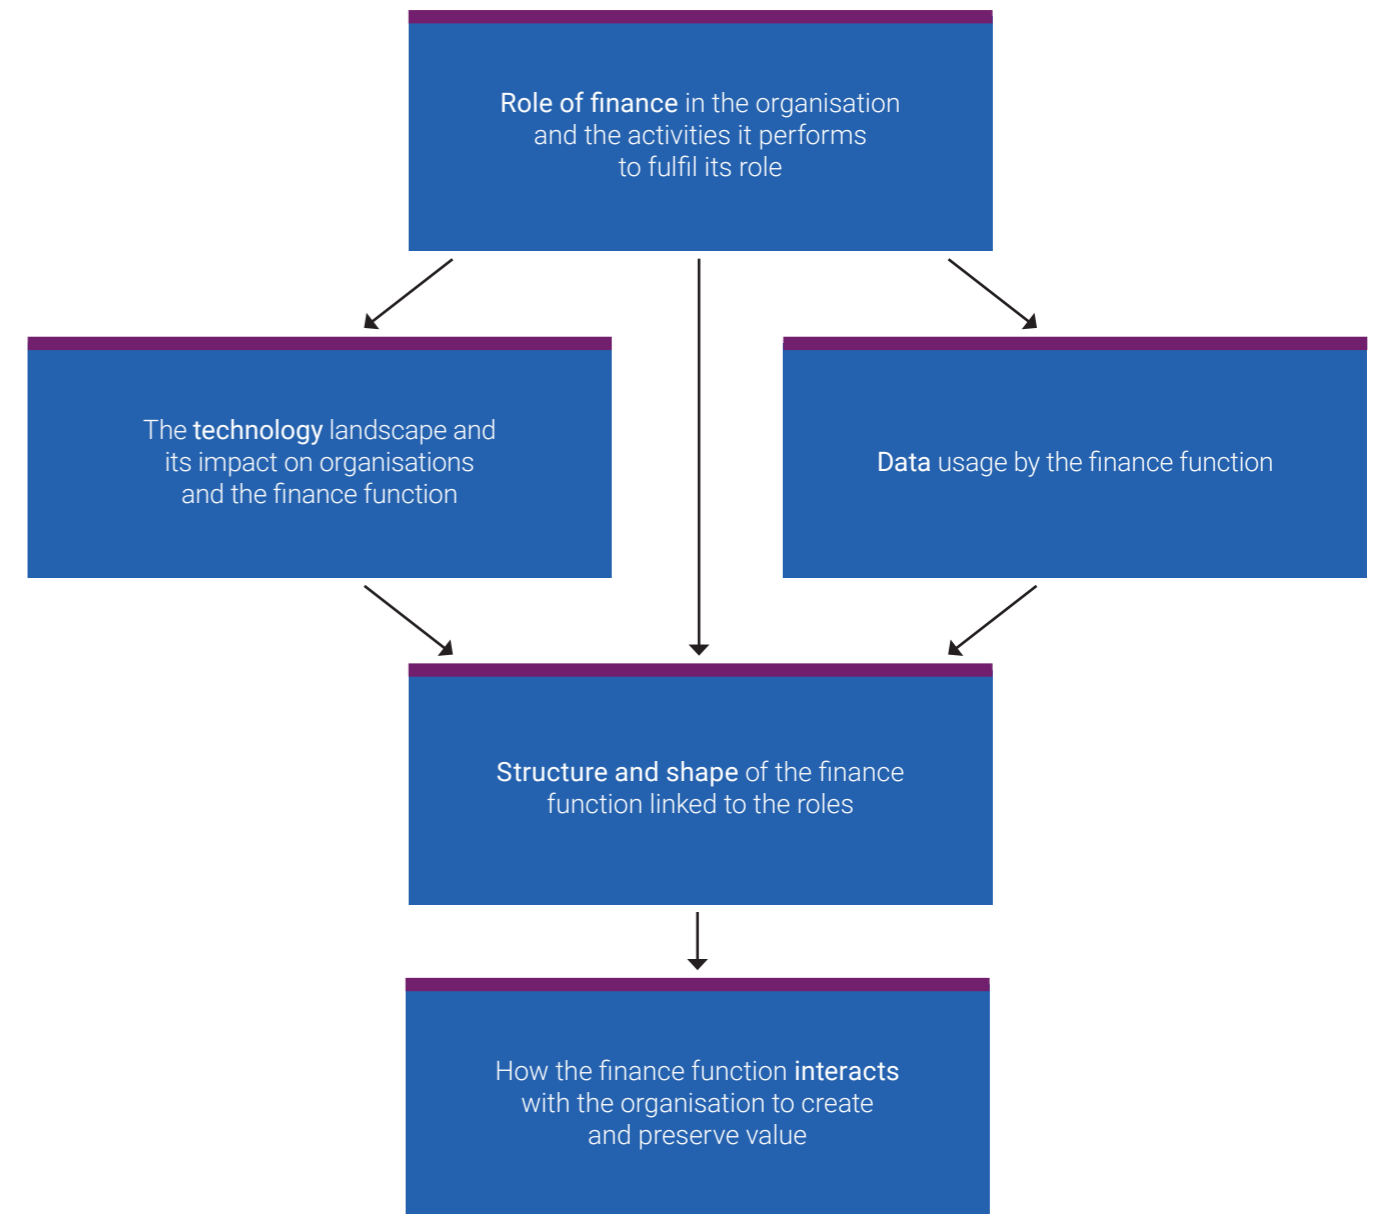 Role of finance in the organisation
and the activities it performs
to fulfil its role
The technology landscape and
its impact on organisations
and the finance function
Data usage by the finance function
Structure and shape of the finance
function linked to the roles
How the finance function interacts
with the organisation to create
and preserve value